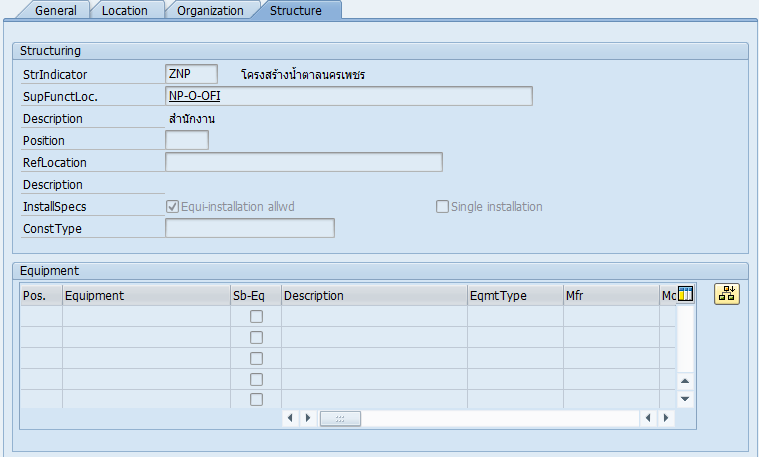 General Location Organization Structure
Structuring
StrIndicator ZNP โครงสร้างน้ำตาลนครเพชร
SupFunctLoc. NP-O-OFI
Description สำนักงาน
Position
RefLocation
Description
InstallSpecs Equi-installation allwd Single installation
ConstType
Equipment
Pos. Equipment Sb-Eq Description EqmtType Mfr Mo